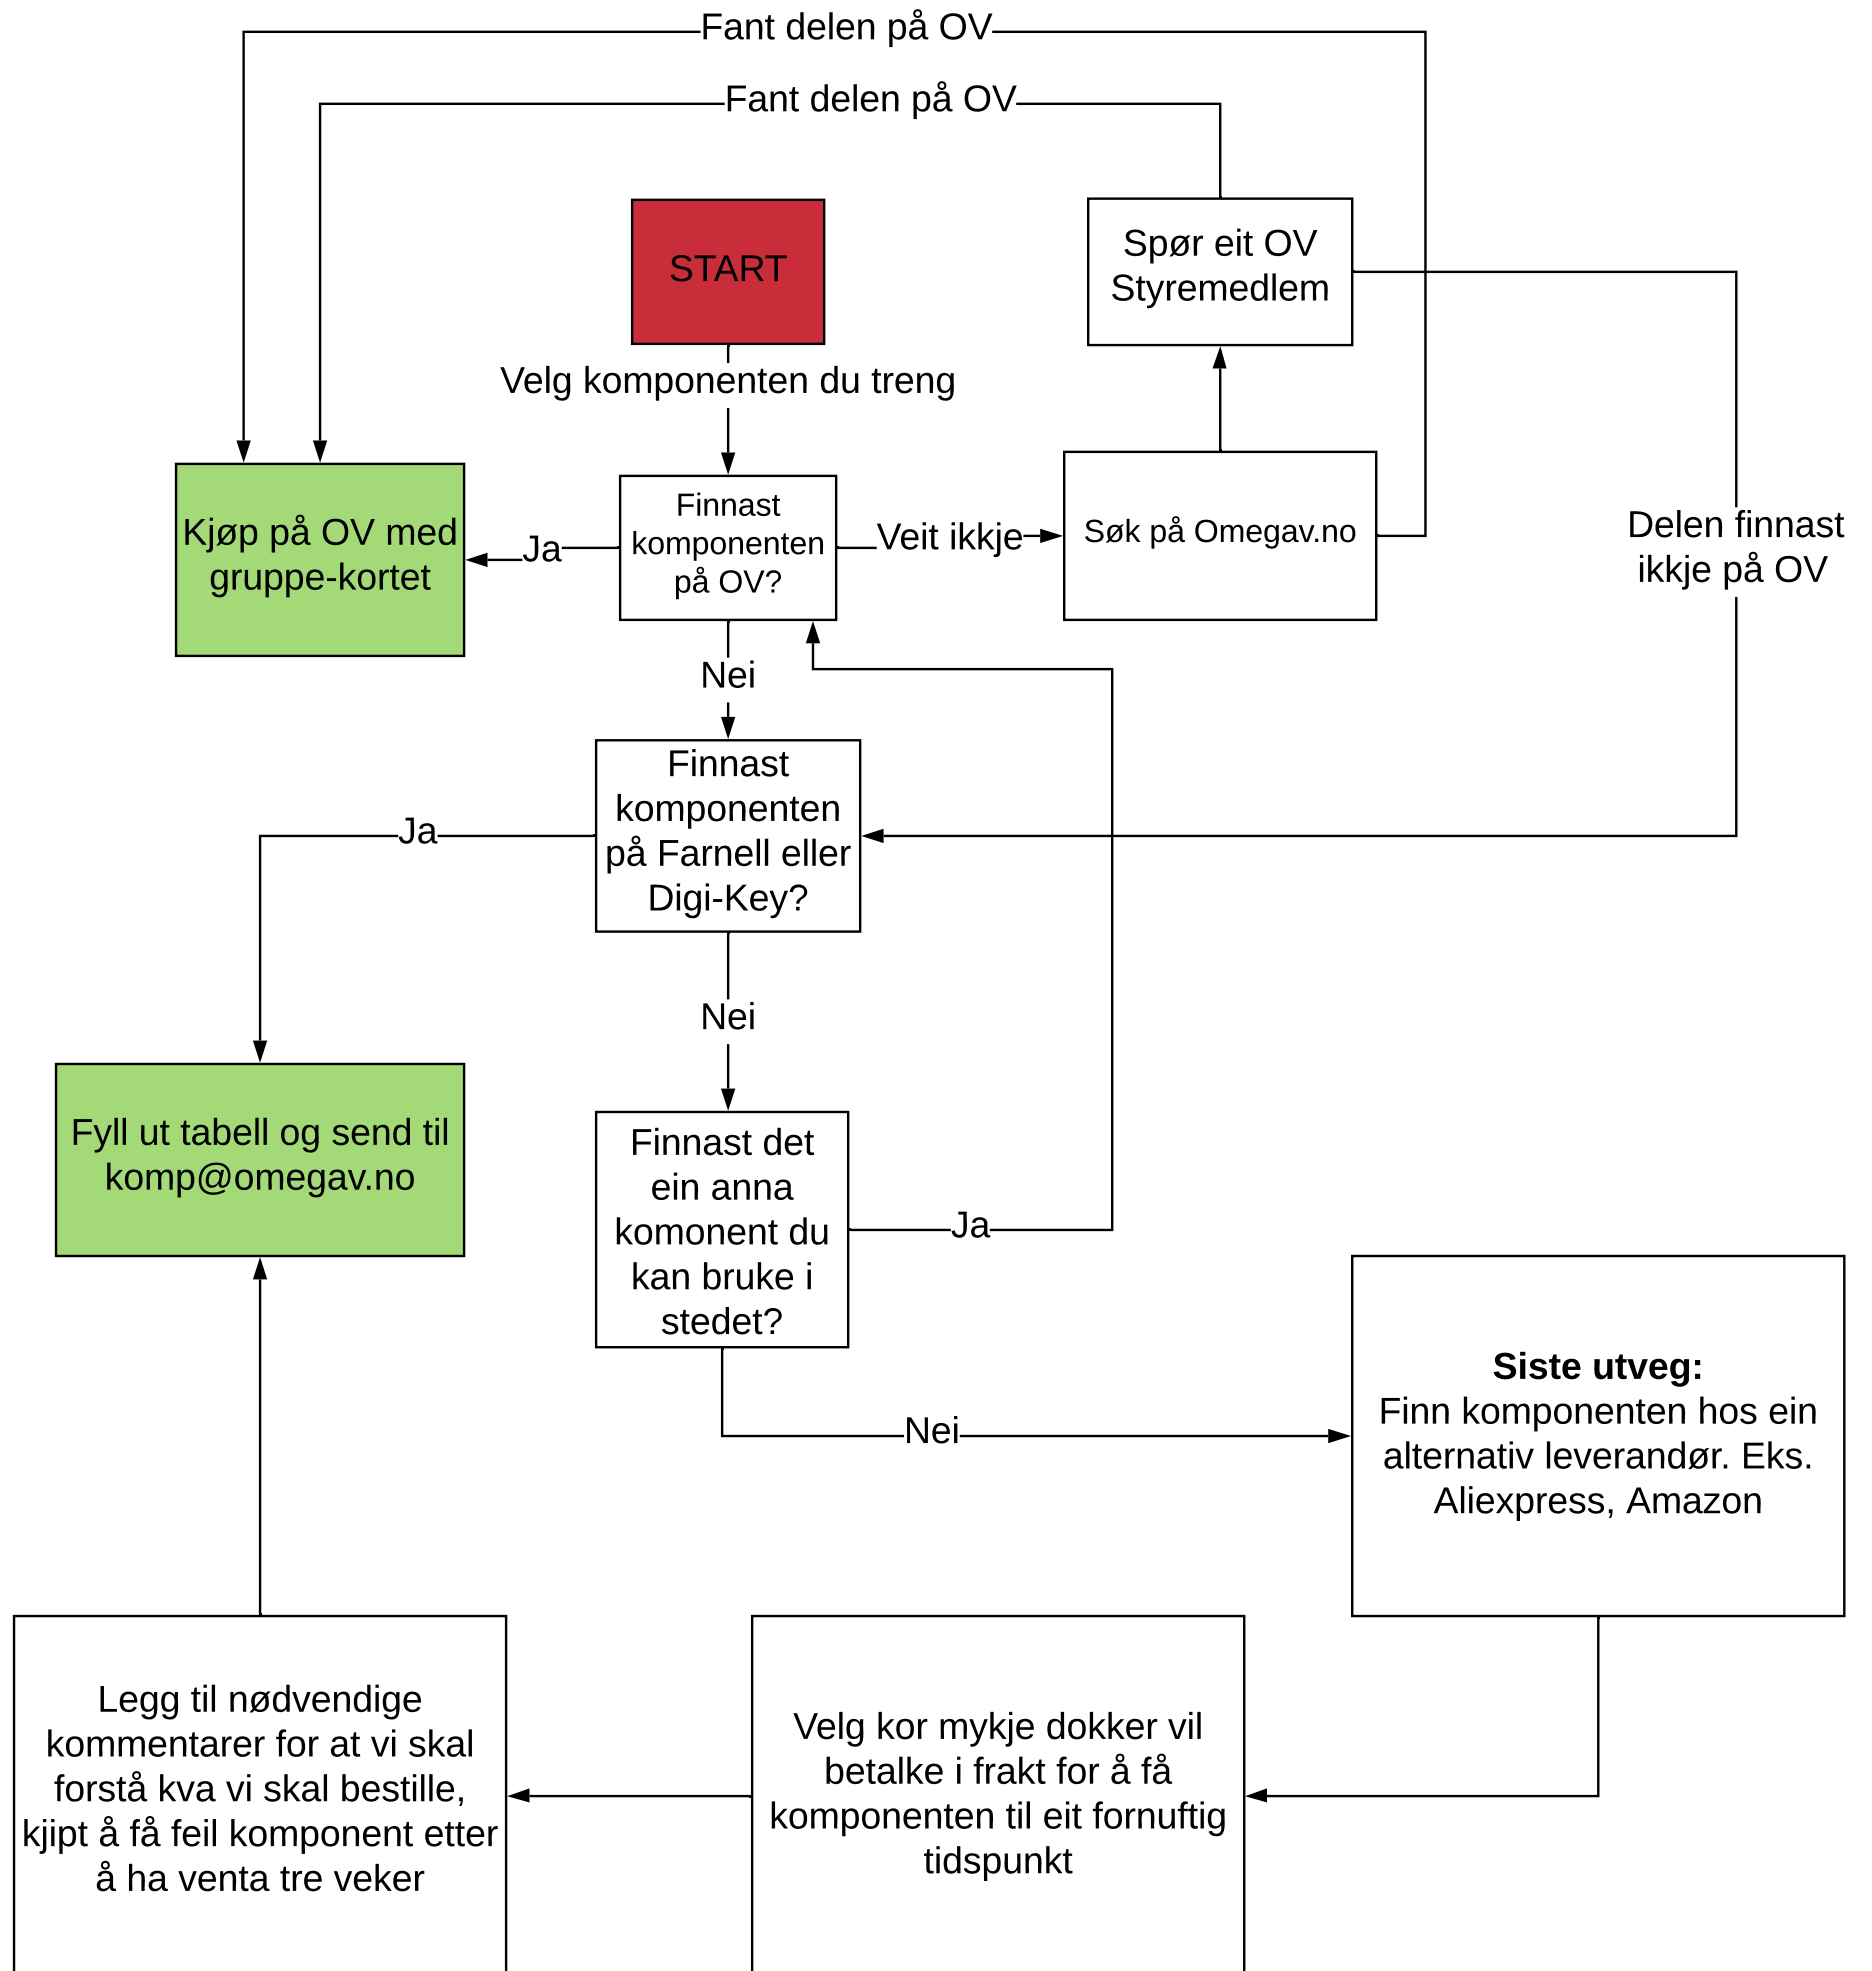 Fant delen på OV
Fant delen på OV
START
Spør eit OV
Styremedlem
Velg komponenten du treng
Kjøp på OV med
gruppe-kortet
Ja
Finnast
komponenten
på OV?
Veit ikkje
Søk på Omegav.no
Delen finnast
ikkje på OV
Nei
Finnast
komponenten
på Farnell eller
Digi-Key?
Ja
Nei
Fyll ut tabell og send til
komp@omegav.no
Finnast det
ein anna
komonent du
kan bruke i
stedet?
Ja
Nei
Siste utveg:
Finn komponenten hos ein
alternativ leverandør. Eks.
Aliexpress, Amazon
Legg til nødvendige
kommentarer for at vi skal
forstå kva vi skal bestille,
kjipt å få feil komponent etter
å ha venta tre veker
Velg kor mykje dokker vil
betalke i frakt for å få
komponenten til eit fornuftig
tidspunkt